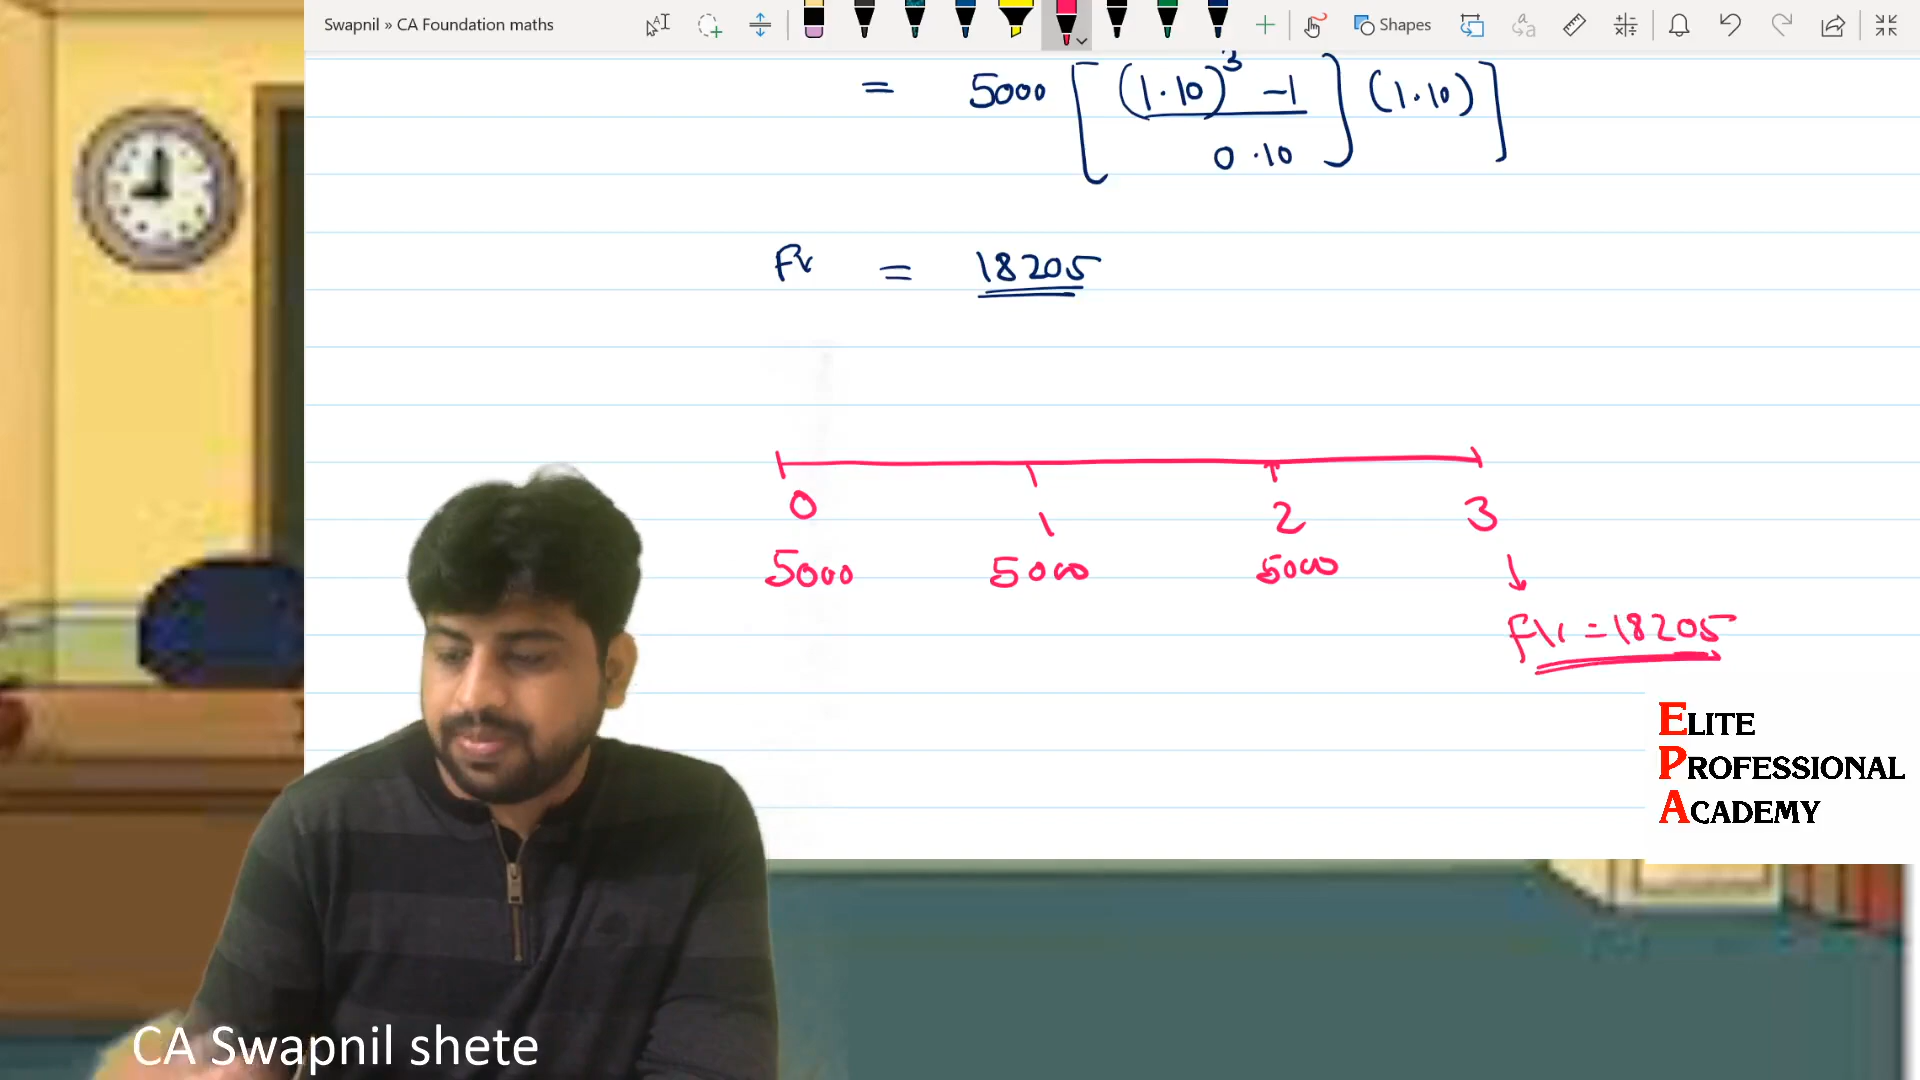 Swapnil » CA Foundation maths
Shapes
= 5000 [ (1.10)³ -1 / 0.10 ] (1.10) ]
FV = 18205
0 1 2 3
5000 5000 5000
FV = 18205
ELITE
PROFESSIONAL
ACADEMY
CA Swapnil shete